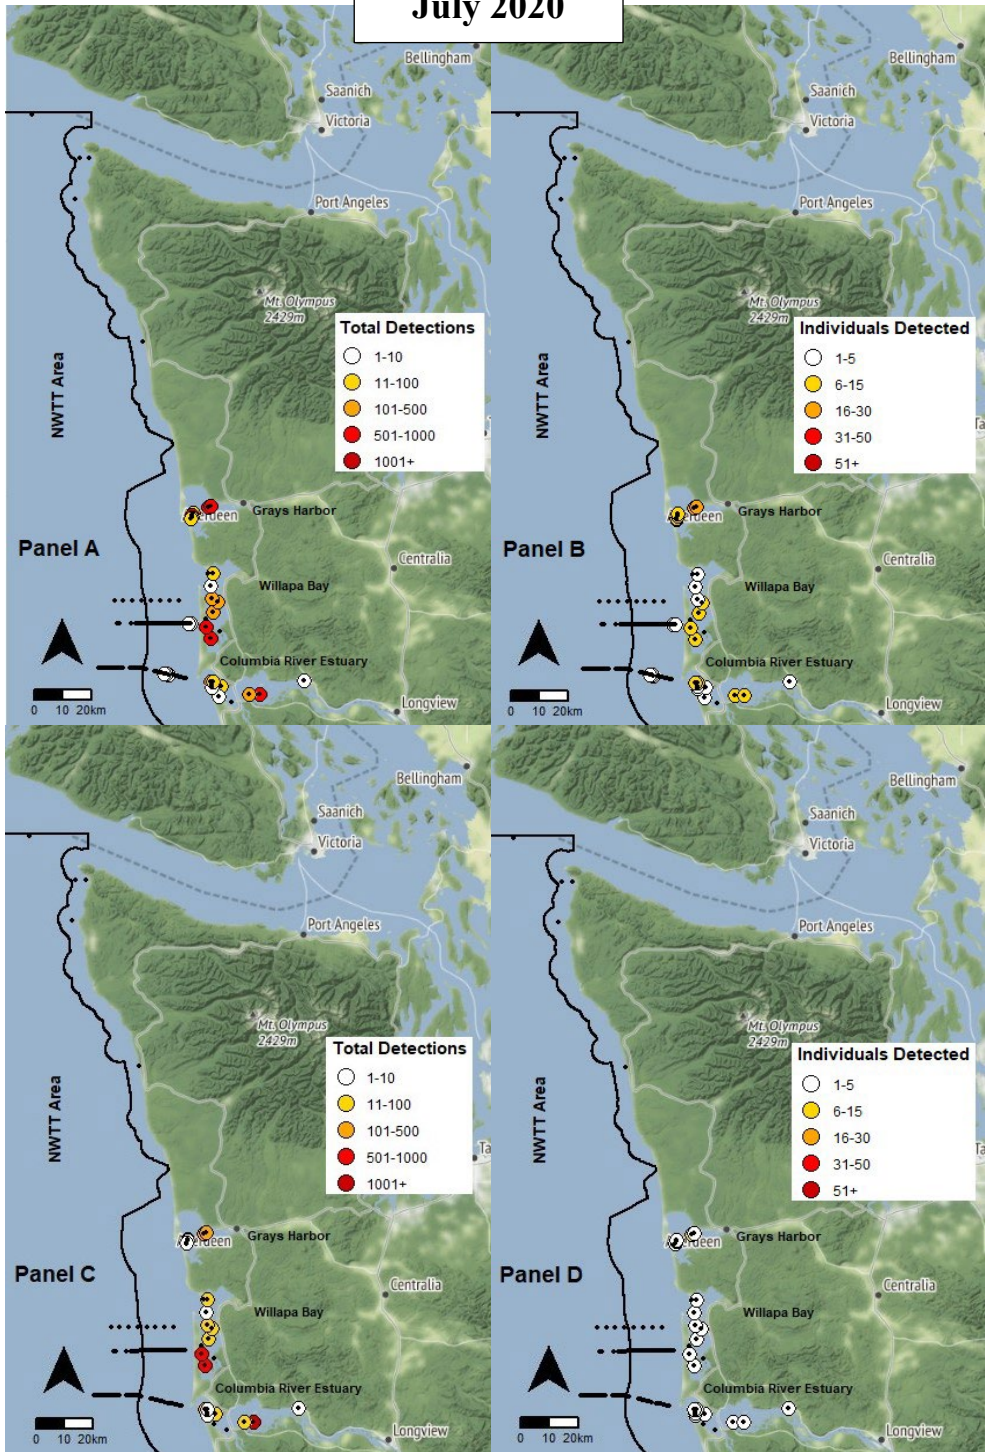 July 2020
Bellingham
Saanich
Victoria
Port Angeles
Mt. Olympus
2429m
Total Detections
1-10
11-100
101-500
501-1000
1001+
NWTT Area
Aberdeen
Grays Harbor
Panel A
Centralia
Willapa Bay
Columbia River Estuary
Longview
0 10 20km
Bellingham
Saanich
Victoria
Port Angeles
Mt. Olympus
2429m
Individuals Detected
1-5
6-15
16-30
31-50
51+
Ta
NWTT Area
Aberdeen
Grays Harbor
Panel B
Centralia
Willapa Bay
Columbia River Estuary
Longview
0 10 20km
Bellingham
Saanich
Victoria
Port Angeles
Mt. Olympus
2429m
Total Detections
1-10
11-100
101-500
501-1000
1001+
Ta
NWTT Area
Aberdeen
Grays Harbor
Panel C
Centralia
Willapa Bay
Columbia River Estuary
Longview
0 10 20km
Bellingham
Saanich
Victoria
Port Angeles
Mt. Olympus
2429m
Individuals Detected
1-5
6-15
16-30
31-50
51+
Ta
NWTT Area
Aberdeen
Grays Harbor
Panel D
Centralia
Willapa Bay
Columbia River Estuary
Longview
0 10 20km